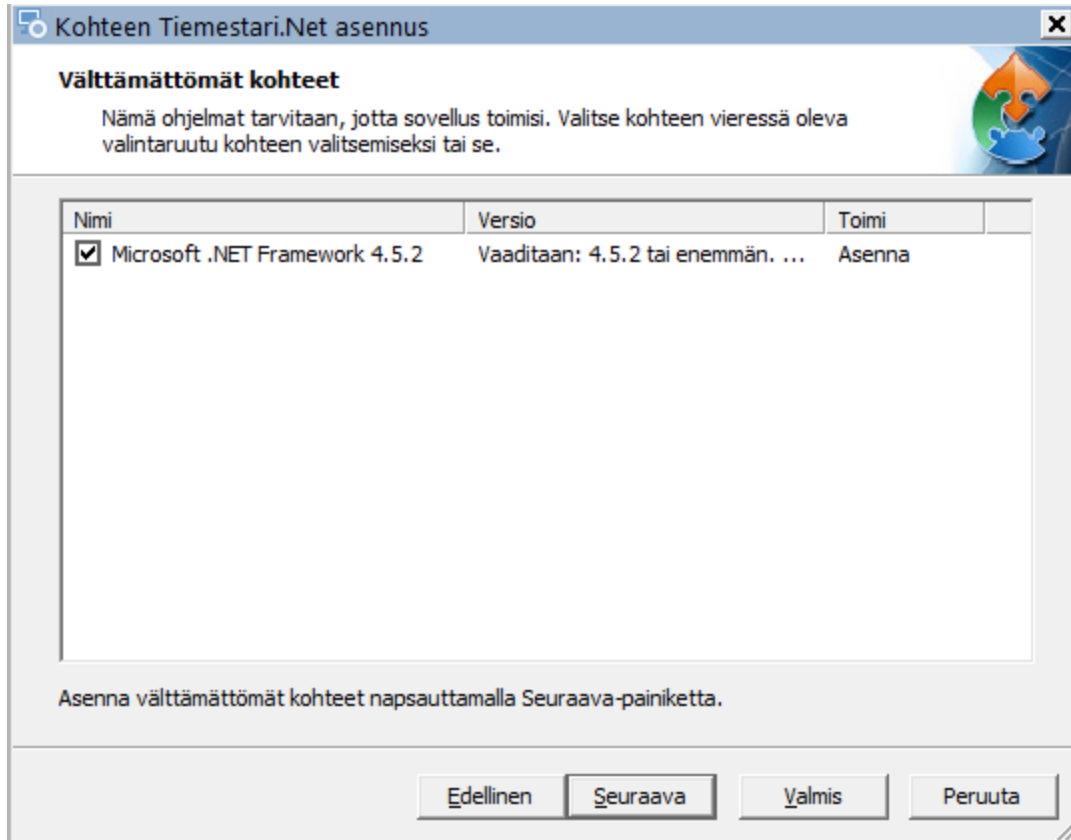 Kohteen Tiemestari.Net asennus
Välttämättömät kohteet
Nämä ohjelmat tarvitaan, jotta sovellus toimisi. Valitse kohteen vieressä oleva
valintaruutu kohteen valitsemiseksi tai se.
Nimi Versio Toimi
Microsoft .NET Framework 4.5.2 Vaaditaan: 4.5.2 tai enemmän. ... Asenna
Asenna välttämättömät kohteet napsauttamalla Seuraava-painiketta.
Edellinen Seuraava Valmis Peruuta